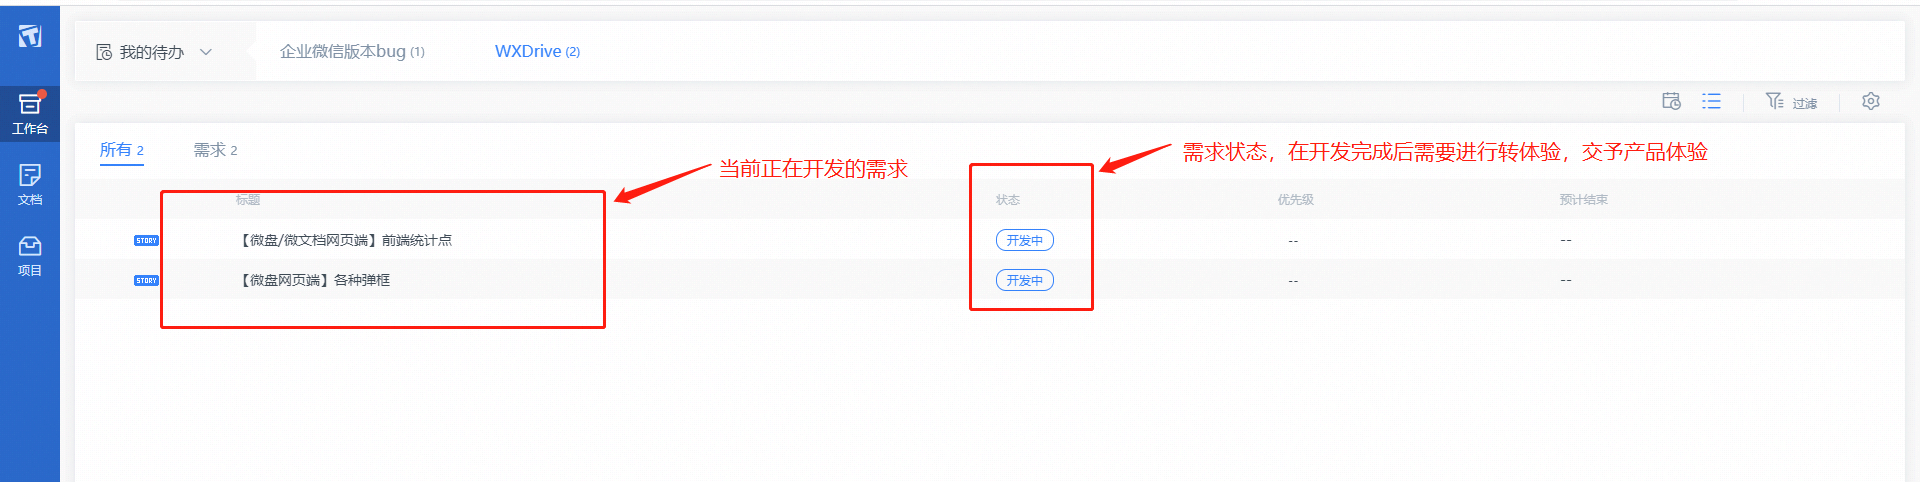 我的待办
企业微信版本bug (1)
WXDrive (2)
过滤
工作台
文档
项目
所有 2
需求 2
当前正在开发的需求
需求状态，在开发完成后需要进行转体验，交予产品体验
标题 状态 优先级 预计结束
STORY 【微盘/微文档网页端】前端统计点 开发中 -- --
STORY 【微盘网页端】各种弹框 开发中 -- --